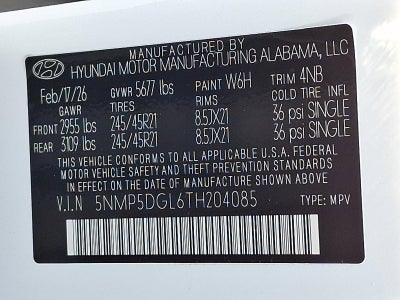 MANUFACTURED BY
HYUNDAI MOTOR MANUFACTURING ALABAMA, LLC
Feb/17/26 GVWR 5677 lbs PAINT W6H TRIM 4NB
GAWR TIRES RIMS COLD TIRE INFL
FRONT 2955 lbs 245/45R21 8.5JX21 36 psi SINGLE
REAR 3109 lbs 245/45R21 8.5JX21 36 psi SINGLE
THIS VEHICLE CONFORMS TO ALL APPLICABLE U.S.A. FEDERAL
MOTOR VEHICLE SAFETY AND THEFT PREVENTION STANDARDS
IN EFFECT ON THE DATE OF MANUFACTURE SHOWN ABOVE.
V.I.N 5NMP5DGL6TH204085 TYPE: MPV